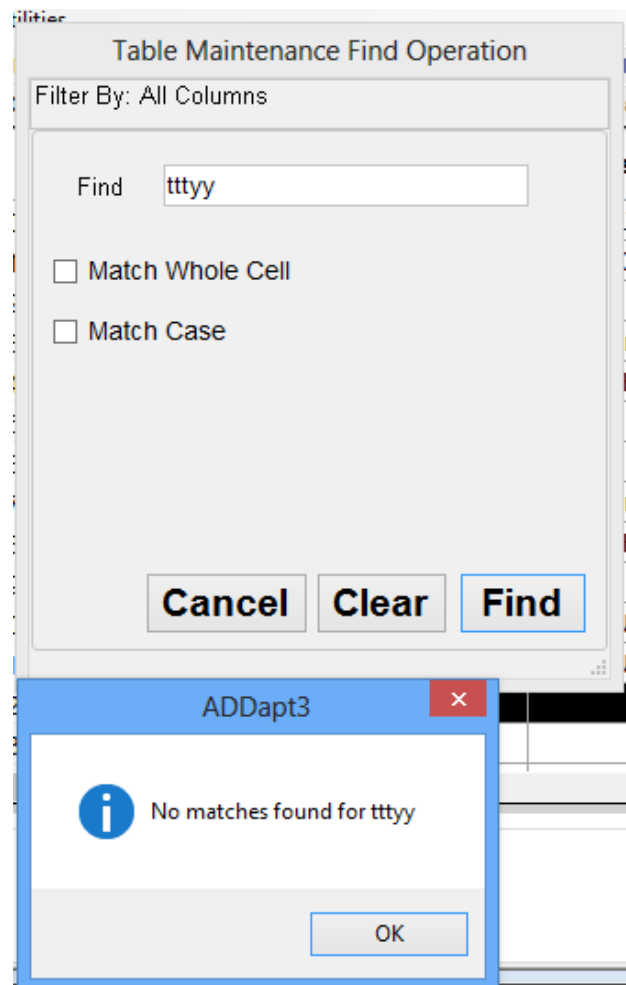 Table Maintenance Find Operation
Filter By: All Columns
Find tttyy
Match Whole Cell
Match Case
Cancel Clear Find
ADDapt3
No matches found for tttyy
OK